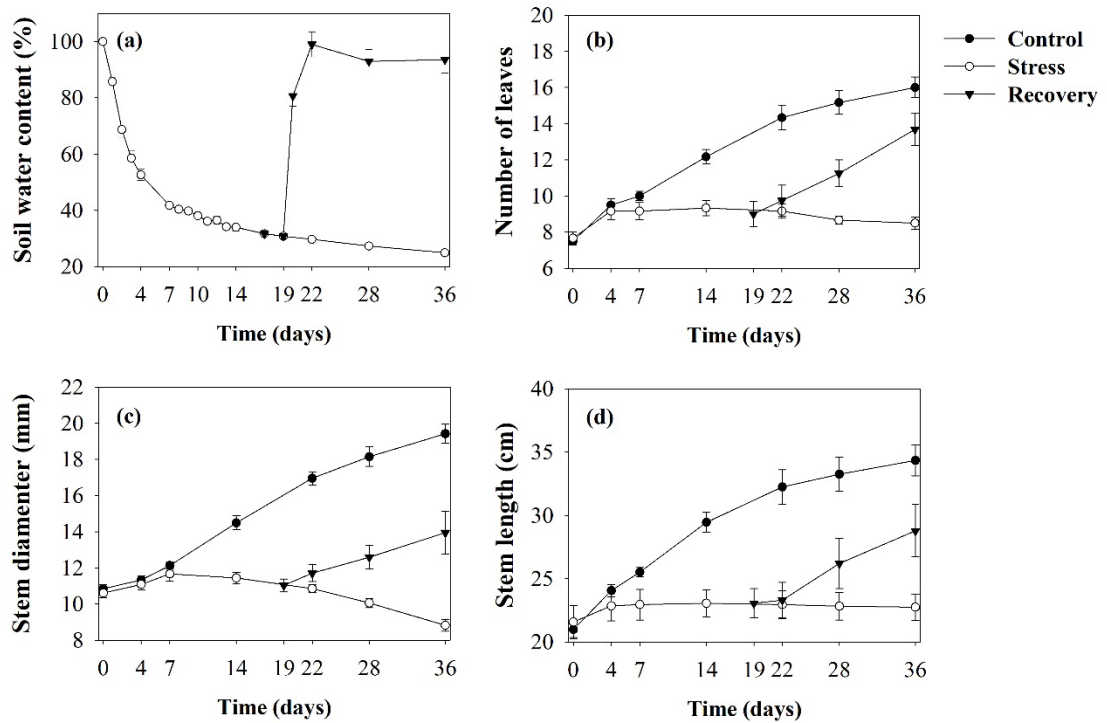 (a)
Soil water content (%)
100
80
60
40
20
0 4 7 10 14 19 22 28 36
Time (days)
(b)
Number of leaves
20
18
16
14
12
10
8
6
0 4 7 14 19 22 28 36
Time (days)
Control
Stress
Recovery
(c)
Stem diamenter (mm)
22
20
18
16
14
12
10
8
0 4 7 14 19 22 28 36
Time (days)
(d)
Stem length (cm)
40
35
30
25
20
0 4 7 14 19 22 28 36
Time (days)